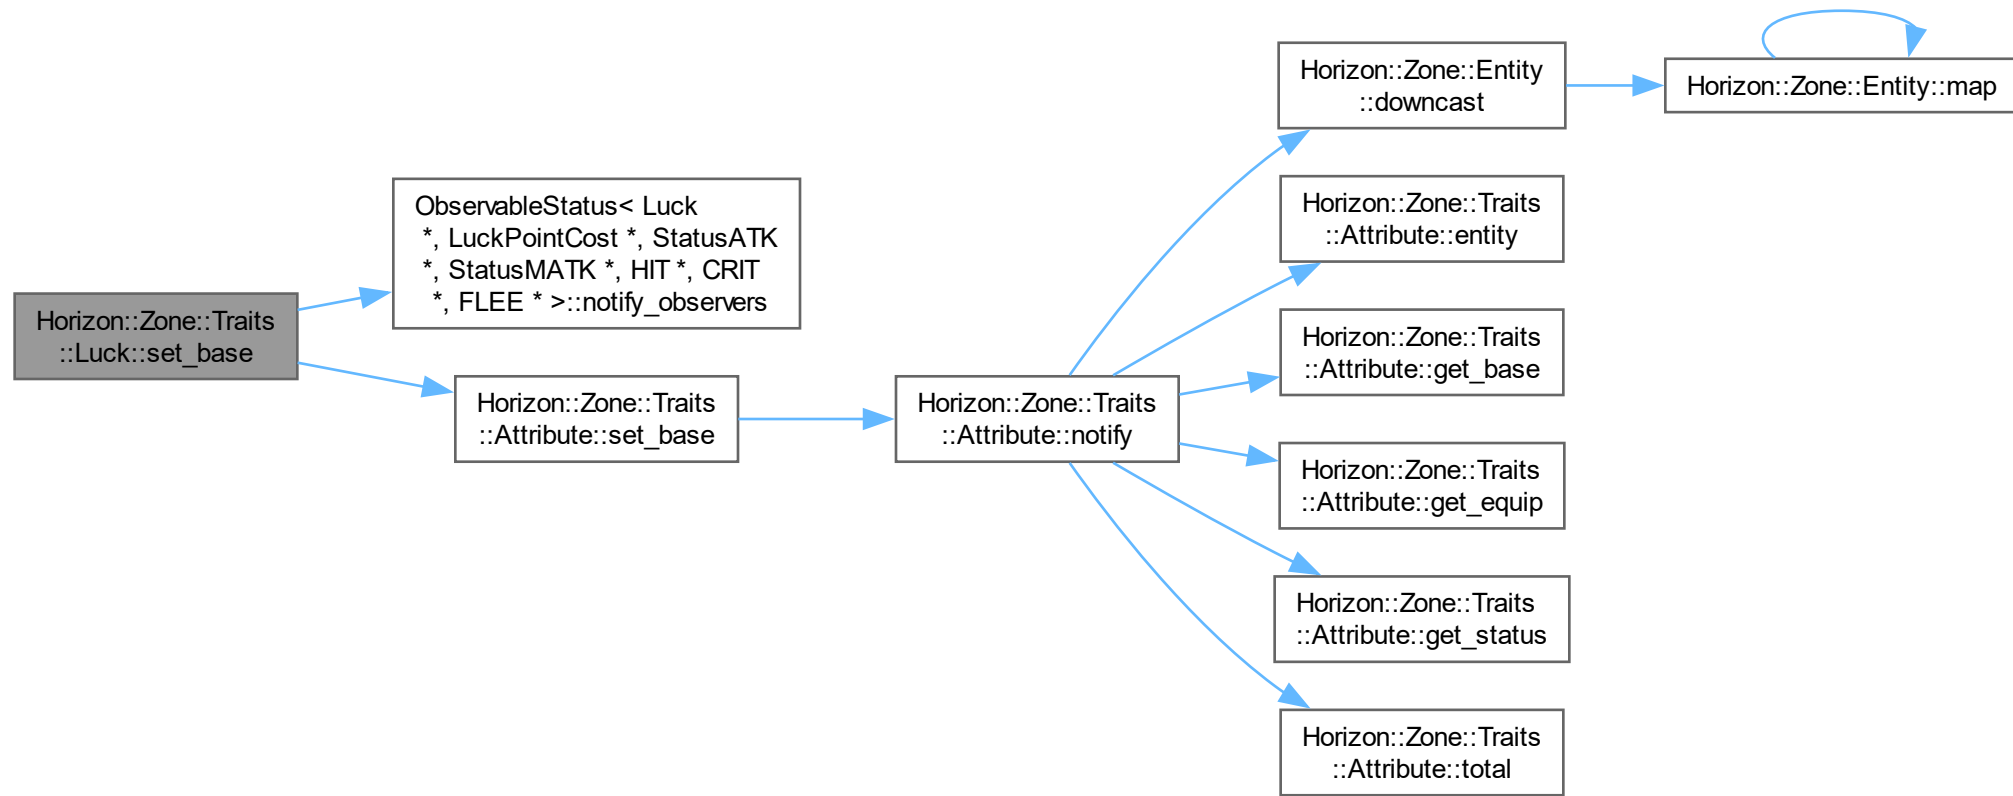 Horizon::Zone::Traits
::Luck::set_base
ObservableStatus< Luck
*, LuckPointCost *, StatusATK
*, StatusMATK *, HIT *, CRIT
*, FLEE * >::notify_observers
Horizon::Zone::Traits
::Attribute::set_base
Horizon::Zone::Traits
::Attribute::notify
Horizon::Zone::Entity
::downcast
Horizon::Zone::Entity::map
Horizon::Zone::Traits
::Attribute::entity
Horizon::Zone::Traits
::Attribute::get_base
Horizon::Zone::Traits
::Attribute::get_equip
Horizon::Zone::Traits
::Attribute::get_status
Horizon::Zone::Traits
::Attribute::total